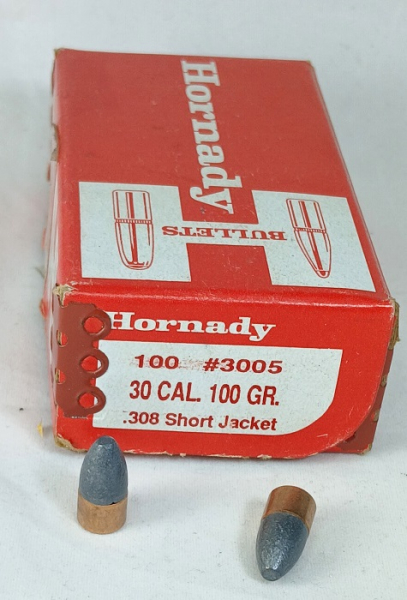 Hornady
BULLETS
Hornady
100 #3005
30 CAL. 100 GR.
.308 Short Jacket